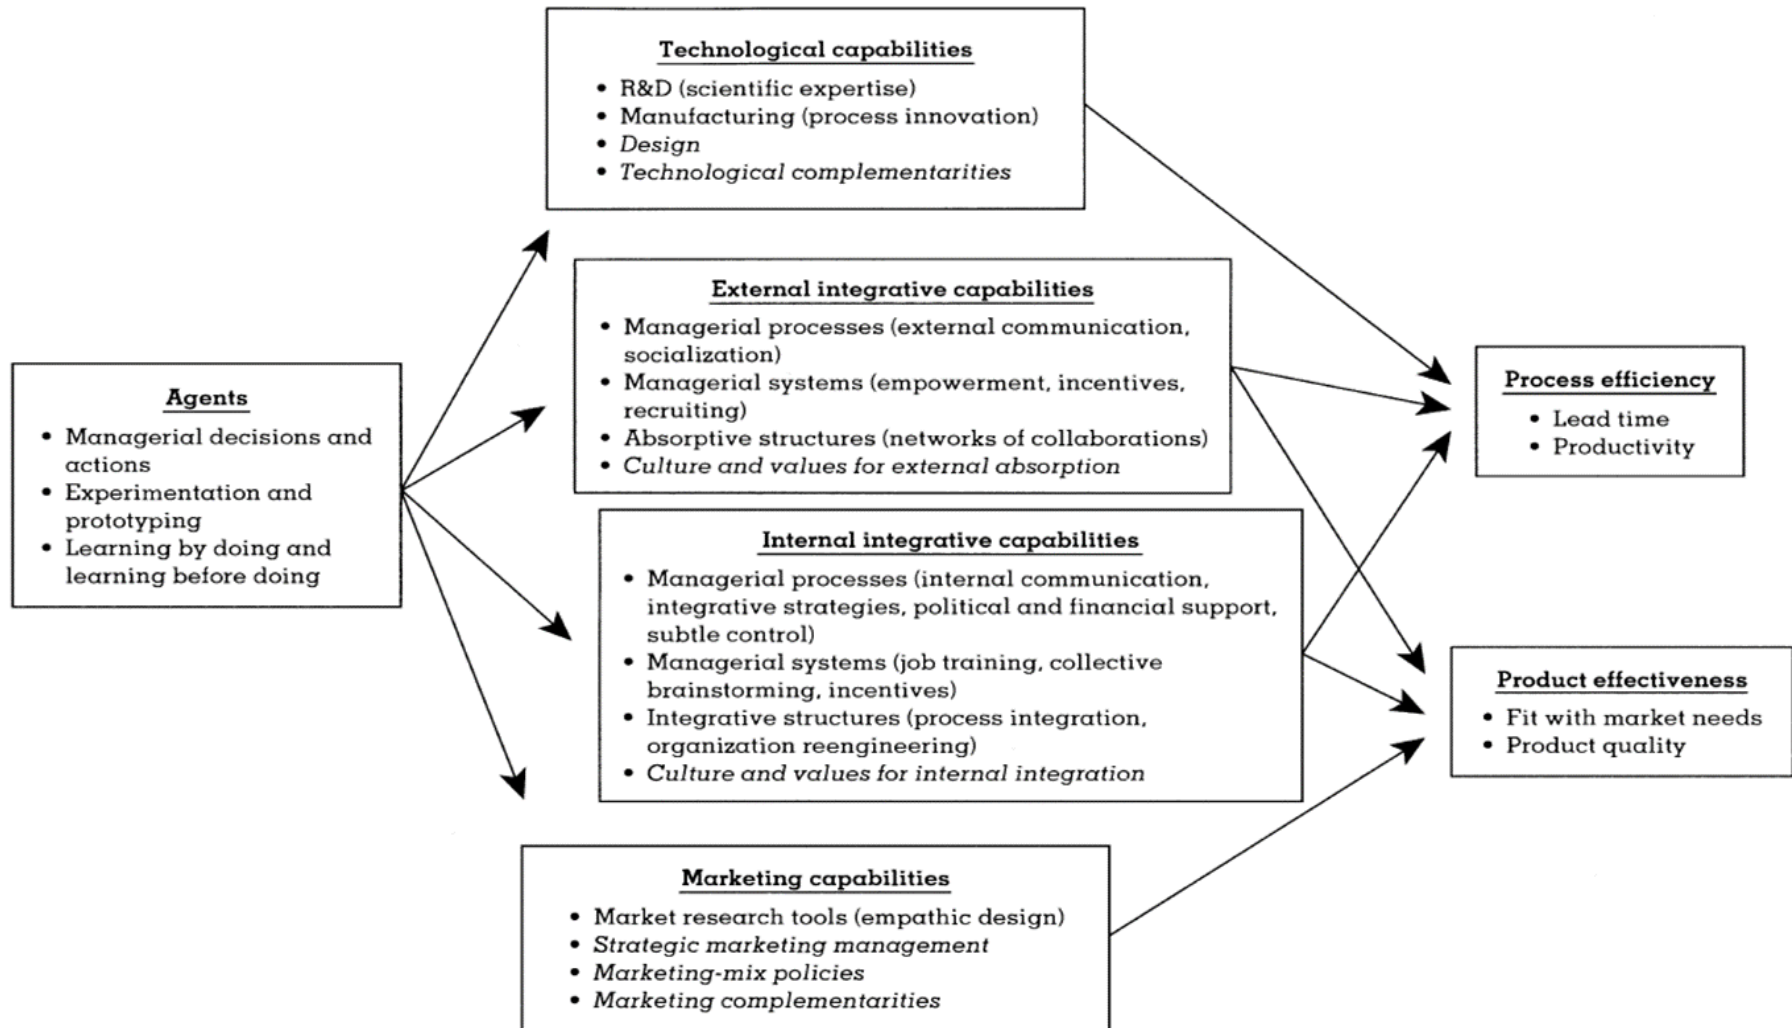 Technological capabilities
• R&D (scientific expertise)
• Manufacturing (process innovation)
• Design
• Technological complementarities
External integrative capabilities
• Managerial processes (external communication,
socialization)
• Managerial systems (empowerment, incentives,
recruiting)
• Absorptive structures (networks of collaborations)
• Culture and values for external absorption
Agents
• Managerial decisions and
actions
• Experimentation and
prototyping
• Learning by doing and
learning before doing
Internal integrative capabilities
• Managerial processes (internal communication,
integrative strategies, political and financial support,
subtle control)
• Managerial systems (job training, collective
brainstorming, incentives)
• Integrative structures (process integration,
organization reengineering)
• Culture and values for internal integration
Marketing capabilities
• Market research tools (empathic design)
• Strategic marketing management
• Marketing-mix policies
• Marketing complementarities
Process efficiency
• Lead time
• Productivity
Product effectiveness
• Fit with market needs
• Product quality